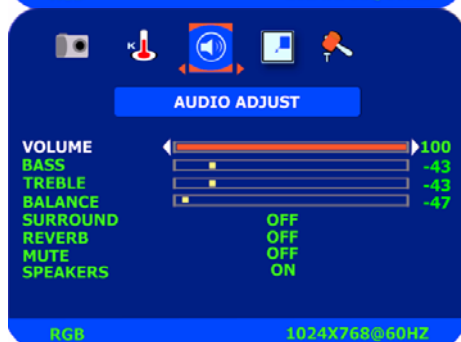 K
AUDIO ADJUST
VOLUME 100
BASS -43
TREBLE -43
BALANCE -47
SURROUND OFF
REVERB OFF
MUTE OFF
SPEAKERS ON
RGB 1024X768@60HZ